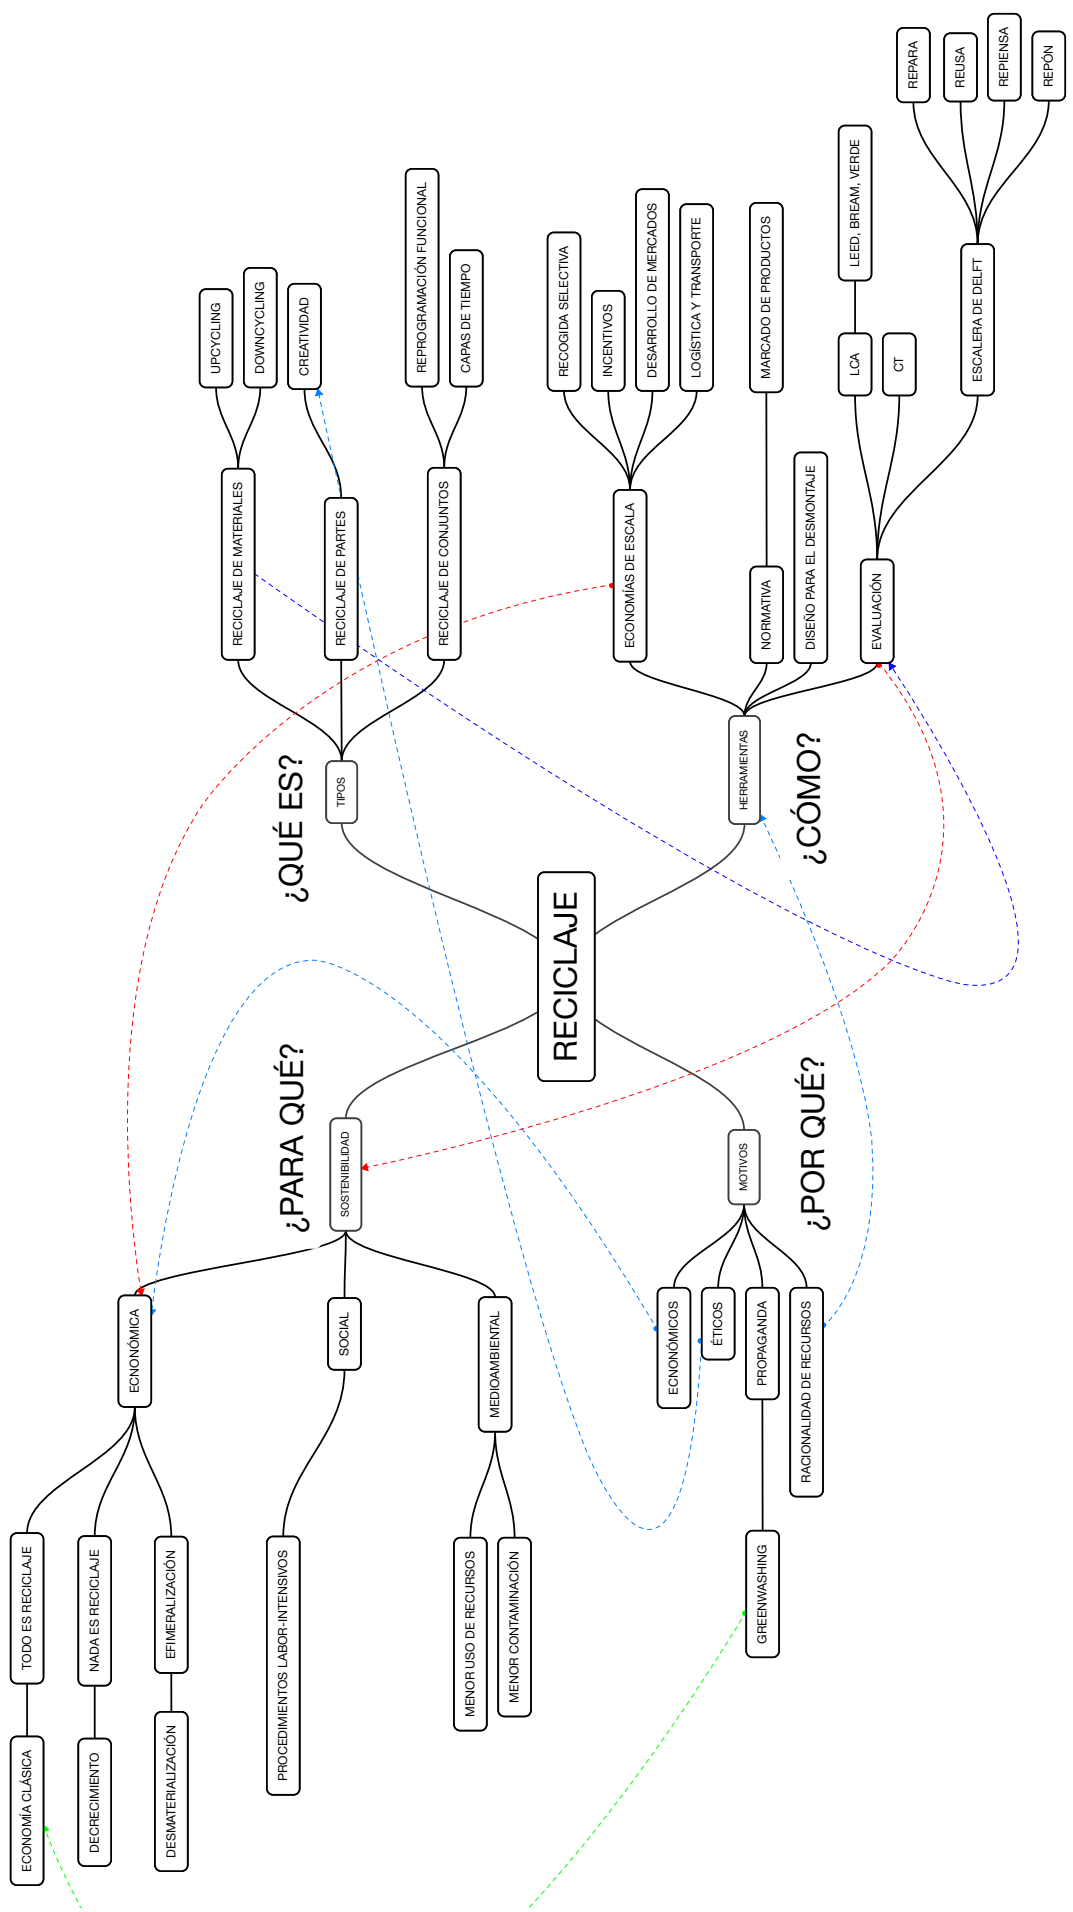 RECICLAJE
¿PARA QUÉ?
SOSTENIBILIDAD
ECNONÓMICA
TODO ES RECICLAJE
ECONOMÍA CLÁSICA
NADA ES RECICLAJE
DECRECIMIENTO
EFIMERALIZACIÓN
DESMATERIALIZACIÓN
SOCIAL
PROCEDIMIENTOS LABOR-INTENSIVOS
MEDIOAMBIENTAL
MENOR USO DE RECURSOS
MENOR CONTAMINACIÓN
¿QUÉ ES?
TIPOS
RECICLAJE DE MATERIALES
UPCYCLING
DOWNCYCLING
RECICLAJE DE PARTES
CREATIVIDAD
RECICLAJE DE CONJUNTOS
REPROGRAMACIÓN FUNCIONAL
CAPAS DE TIEMPO
¿POR QUÉ?
MOTIVOS
ECNONÓMICOS
ÉTICOS
PROPAGANDA
GREENWASHING
RACIONALIDAD DE RECURSOS
¿CÓMO?
HERRAMIENTAS
ECONOMÍAS DE ESCALA
RECOGIDA SELECTIVA
INCENTIVOS
DESARROLLO DE MERCADOS
LOGÍSTICA Y TRANSPORTE
NORMATIVA
MARCADO DE PRODUCTOS
DISEÑO PARA EL DESMONTAJE
EVALUACIÓN
LCA
LEED, BREAM, VERDE
CT
ESCALERA DE DELFT
REPARA
REUSA
REPIENSA
REPÓN